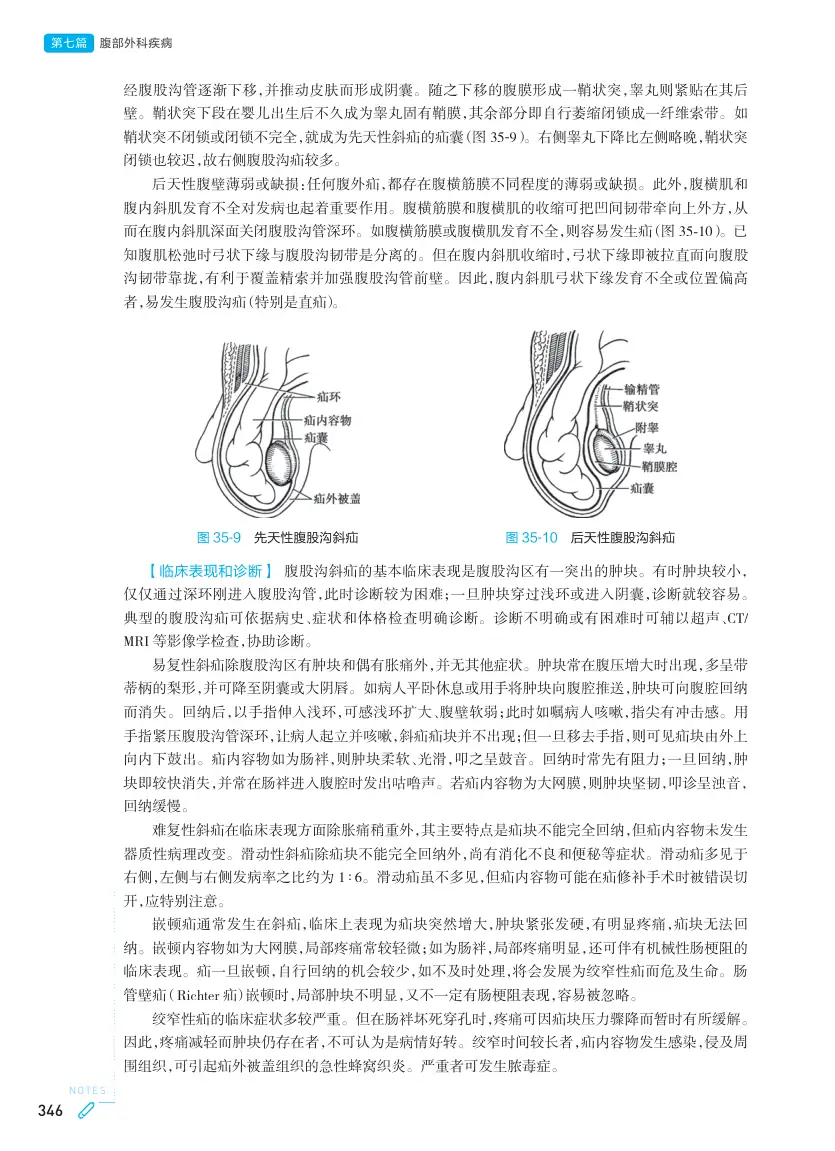 第七篇 腹部外科疾病
经腹股沟管逐渐下移,并推动皮肤而形成阴囊。随之下移的腹膜形成一鞘状突,睾丸则紧贴在其后
壁。鞘状突下段在婴儿出生后不久成为睾丸固有鞘膜,其余部分即自行萎缩闭锁成一纤维索带。如
鞘状突不闭锁或闭锁不完全,就成为先天性斜疝的疝囊(图 35-9)。右侧睾丸下降比左侧略晚,鞘状突
闭锁也较迟,故右侧腹股沟疝较多。
后天性腹壁薄弱或缺损:任何腹外疝,都存在腹横筋膜不同程度的薄弱或缺损。此外,腹横肌和
腹内斜肌发育不全对发病也起着重要作用。腹横筋膜和腹横肌的收缩可把凹间韧带牵向上外方,从
而在腹内斜肌深面关闭腹股沟管深环。如腹横筋膜或腹横肌发育不全,则容易发生疝(图 35-10)。已
知腹肌松弛时弓状下缘与腹股沟韧带是分离的。但在腹内斜肌收缩时,弓状下缘即被拉直而向腹股
沟韧带靠拢,有利于覆盖精索并加强腹股沟管前壁。因此,腹内斜肌弓状下缘发育不全或位置偏高
者,易发生腹股沟疝(特别是直疝)。
疝环
疝内容物
疝囊
疝外被盖
输精管
鞘状突
附睾
睾丸
鞘膜腔
疝囊
图 35-9 先天性腹股沟斜疝
图 35-10 后天性腹股沟斜疝
【临床表现和诊断】 腹股沟斜疝的基本临床表现是腹股沟区有一突出的肿块。有时肿块较小,
仅仅通过深环刚进入腹股沟管,此时诊断较为困难;一旦肿块穿过浅环或进入阴囊,诊断就较容易。
典型的腹股沟疝可依据病史、症状和体格检查明确诊断。诊断不明确或有困难时可辅以超声、CT/
MRI 等影像学检查,协助诊断。
易复性斜疝除腹股沟区有肿块和偶有胀痛外,并无其他症状。肿块常在腹压增大时出现,多呈带
蒂柄的梨形,并可降至阴囊或大阴唇。如病人平卧休息或用手将肿块向腹腔推送,肿块可向腹腔回纳
而消失。回纳后,以手指伸入浅环,可感浅环扩大、腹壁软弱;此时如嘱病人咳嗽,指尖有冲击感。用
手指紧压腹股沟管深环,让病人起立并咳嗽,斜疝疝块并不出现;但一旦移去手指,则可见疝块由外上
向内下鼓出。疝内容物如为肠袢,则肿块柔软、光滑,叩之呈鼓音。回纳时常先有阻力;一旦回纳,肿
块即较快消失,并常在肠袢进入腹腔时发出咕噜声。若疝内容物为大网膜,则肿块坚韧,叩诊呈浊音,
回纳缓慢。
难复性斜疝在临床表现方面除胀痛稍重外,其主要特点是疝块不能完全回纳,但疝内容物未发生
器质性病理改变。滑动性斜疝除疝块不能完全回纳外,尚有消化不良和便秘等症状。滑动疝多见于
右侧,左侧与右侧发病率之比约为 1∶6。滑动疝虽不多见,但疝内容物可能在疝修补手术时被错误切
开,应特别注意。
嵌顿疝通常发生在斜疝,临床上表现为疝块突然增大,肿块紧张发硬,有明显疼痛,疝块无法回
纳。嵌顿内容物如为大网膜,局部疼痛常较轻微;如为肠袢,局部疼痛明显,还可伴有机械性肠梗阻的
临床表现。疝一旦嵌顿,自行回纳的机会较少,如不及时处理,将会发展为绞窄性疝而危及生命。肠
管壁疝(Richter 疝)嵌顿时,局部肿块不明显,又不一定有肠梗阻表现,容易被忽略。
绞窄性疝的临床症状多较严重。但在肠袢坏死穿孔时,疼痛可因疝块压力骤降而暂时有所缓解。
因此,疼痛减轻而肿块仍存在者,不可认为是病情好转。绞窄时间较长者,疝内容物发生感染,侵及周
围组织,可引起疝外被盖组织的急性蜂窝织炎。严重者可发生脓毒症。
NOTES
346